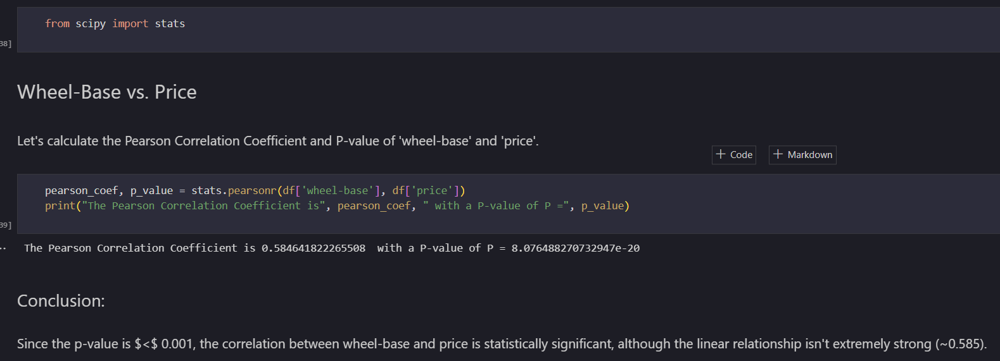 from scipy import stats
38]
Wheel-Base vs. Price
Let's calculate the Pearson Correlation Coefficient and P-value of 'wheel-base' and 'price'.
+ Code + Markdown
pearson_coef, p_value = stats.pearsonr(df['wheel-base'], df['price'])
print("The Pearson Correlation Coefficient is", pearson_coef, " with a P-value of P =", p_value)
39]
The Pearson Correlation Coefficient is 0.584641822265508  with a P-value of P = 8.076488270732947e-20
Conclusion:
Since the p-value is $<$ 0.001, the correlation between wheel-base and price is statistically significant, although the linear relationship isn't extremely strong (~0.585).